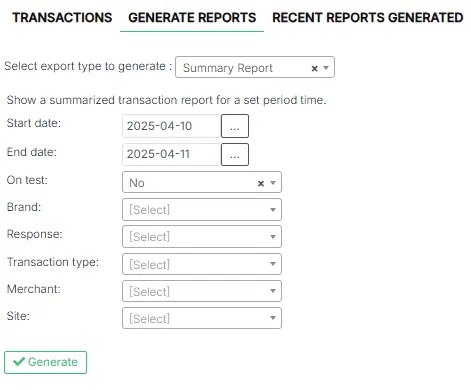 TRANSACTIONS GENERATE REPORTS RECENT REPORTS GENERATED
Select export type to generate : Summary Report × 
Show a summarized transaction report for a set period time.
Start date: 2025-04-10 ...
End date: 2025-04-11 ...
On test: No ×
Brand: [Select]
Response: [Select]
Transaction type: [Select]
Merchant: [Select]
Site: [Select]
Generate